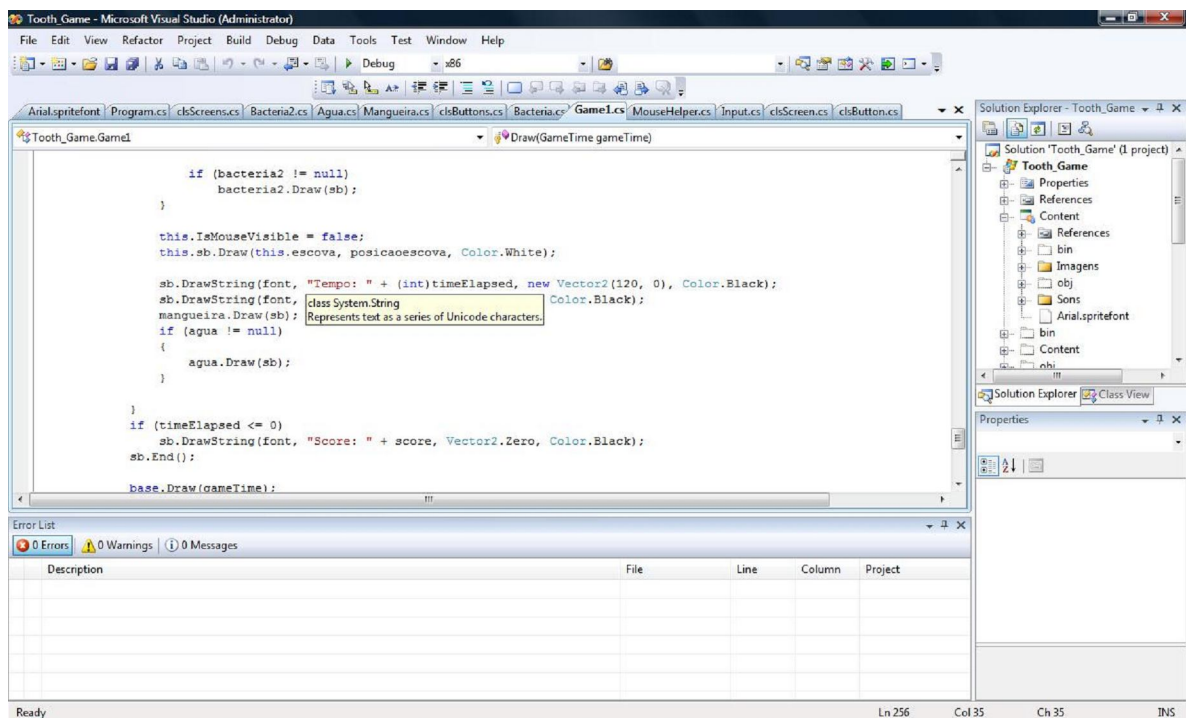 Tooth_Game - Microsoft Visual Studio (Administrator)
File Edit View Refactor Project Build Debug Data Tools Test Window Help
Debug x86
Arial.spritefont Program.cs clsScreens.cs Bacteria2.cs Agua.cs Mangueira.cs clsButtons.cs Bacteria.cs Game1.cs MouseHelper.cs Input.cs clsScreen.cs clsButton.cs
Tooth_Game.Game1 Draw(GameTime gameTime)
if (bacteria2 != null)
bacteria2.Draw(sb);
}
this.IsMouseVisible = false;
this.sb.Draw(this.escova, posicaoescova, Color.White);
sb.DrawString(font, "Tempo: " + (int)timeElapsed, new Vector2(120, 0), Color.Black);
sb.DrawString(font, Color.Black);
class System.String
Represents text as a series of Unicode characters.
mangueira.Draw(sb);
if (agua != null)
{
agua.Draw(sb);
}
}
if (timeElapsed <= 0)
sb.DrawString(font, "Score: " + score, Vector2.Zero, Color.Black);
sb.End();
base.Draw(gameTime);
Solution Explorer - Tooth_Game
Solution 'Tooth_Game' (1 project)
Tooth_Game
Properties
References
Content
References
bin
Imagens
obj
Sons
Arial.spritefont
bin
Content
obj
Solution Explorer Class View
Properties
Error List
0 Errors 0 Warnings 0 Messages
Description File Line Column Project
Ready Ln 256 Col 35 Ch 35 INS